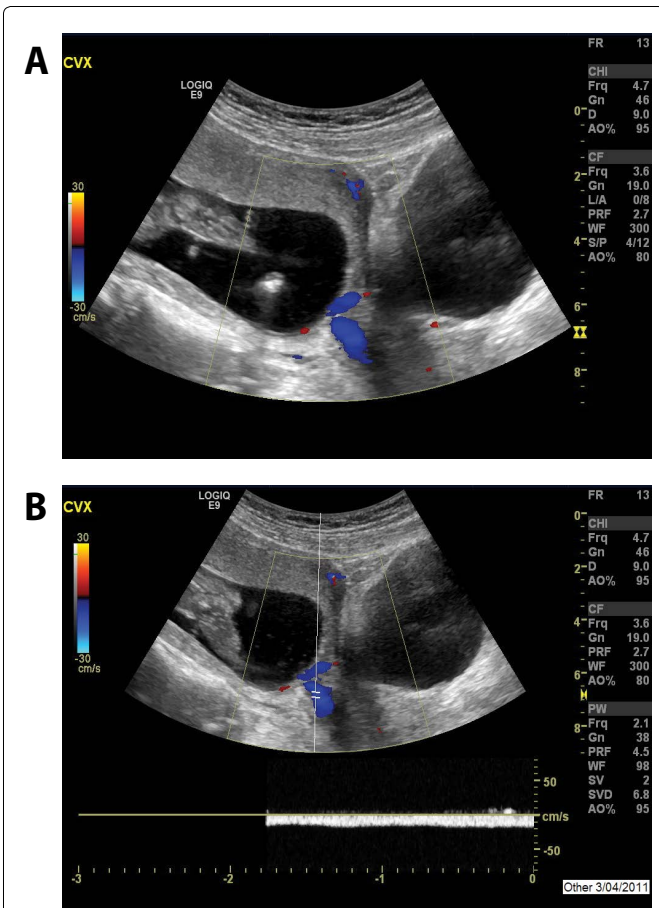 A
CVX
LOGIQ
E9
FR 13
CHI
Frq 4.7
Gn 46
D 9.0
AO% 95
CF
Frq 3.6
Gn 19.0
L/A 0/8
PRF 2.7
WF 300
S/P 4/12
AO% 80
0
2
4
6
8
30
-30
cm/s
B
CVX
LOGIQ
E9
FR 13
CHI
Frq 4.7
Gn 46
D 9.0
AO% 95
CF
Frq 3.6
Gn 19.0
PRF 2.7
WF 300
AO% 80
PW
Frq 2.1
Gn 38
PRF 4.5
WF 98
SV 2
SVD 6.8
AO% 95
0
2
4
6
8
30
-30
cm/s
50
cm/s
-50
-3 -2 -1 0
Other 3/04/2011